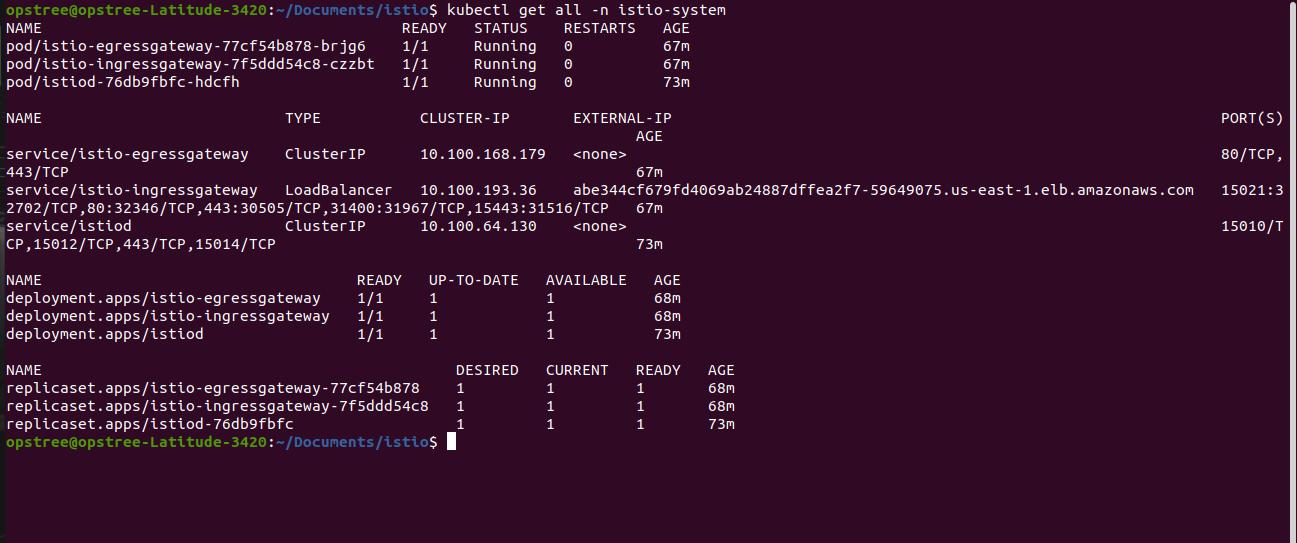 opstree@opstree-Latitude-3420:~/Documents/istio$ kubectl get all -n istio-system
NAME READY STATUS RESTARTS AGE
pod/istio-egressgateway-77cf54b878-brjg6 1/1 Running 0 67m
pod/istio-ingressgateway-7f5ddd54c8-czzbt 1/1 Running 0 67m
pod/istiod-76db9fbfc-hdcfh 1/1 Running 0 73m
NAME TYPE CLUSTER-IP EXTERNAL-IP PORT(S)
AGE
service/istio-egressgateway ClusterIP 10.100.168.179 <none> 80/TCP,
443/TCP 67m
service/istio-ingressgateway LoadBalancer 10.100.193.36 abe344cf679fd4069ab24887dffea2f7-59649075.us-east-1.elb.amazonaws.com 15021:3
2702/TCP,80:32346/TCP,443:30505/TCP,31400:31967/TCP,15443:31516/TCP 67m
service/istiod ClusterIP 10.100.64.130 <none> 15010/T
CP,15012/TCP,443/TCP,15014/TCP 73m
NAME READY UP-TO-DATE AVAILABLE AGE
deployment.apps/istio-egressgateway 1/1 1 1 68m
deployment.apps/istio-ingressgateway 1/1 1 1 68m
deployment.apps/istiod 1/1 1 1 73m
NAME DESIRED CURRENT READY AGE
replicaset.apps/istio-egressgateway-77cf54b878 1 1 1 68m
replicaset.apps/istio-ingressgateway-7f5ddd54c8 1 1 1 68m
replicaset.apps/istiod-76db9fbfc 1 1 1 73m
opstree@opstree-Latitude-3420:~/Documents/istio$